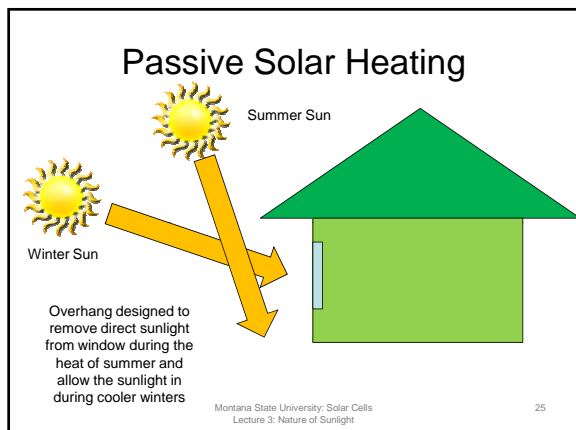 Passive Solar Heating
Summer Sun
Winter Sun
Overhang designed to
remove direct sunlight
from window during the
heat of summer and
allow the sunlight in
during cooler winters
Montana State University: Solar Cells
Lecture 3: Nature of Sunlight
25